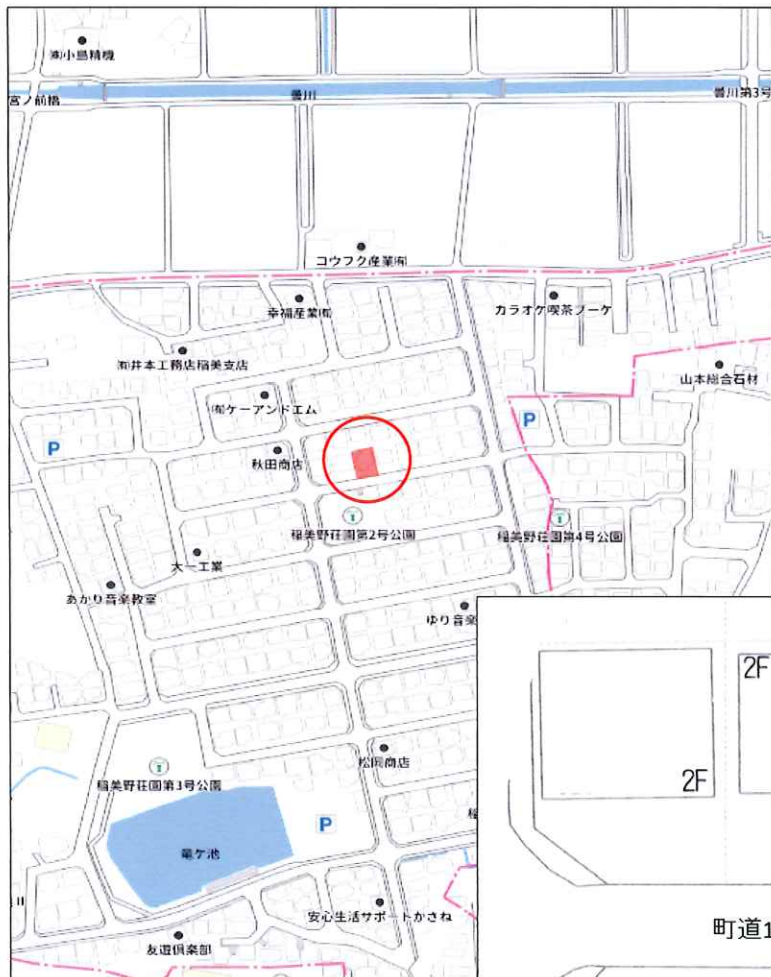 ㈱小島精機
宮ノ前橋
曇川
曇川第3号
コウフク産業㈲
幸福産業㈲
カラオケ喫茶ブーケ
㈲井本工務店稲美支店
山本総合石材
㈲ケーアンドエム
P
P
秋田商店
稲美野荘園第2号公園
稲美野荘園第4号公園
大一工業
あかり音楽教室
ゆり音楽
2F
2F
松岡商店
稲美野荘園第3号公園
稲
P
竜ケ池
川
安心生活サポートかさね
町道1
友遊倶楽部